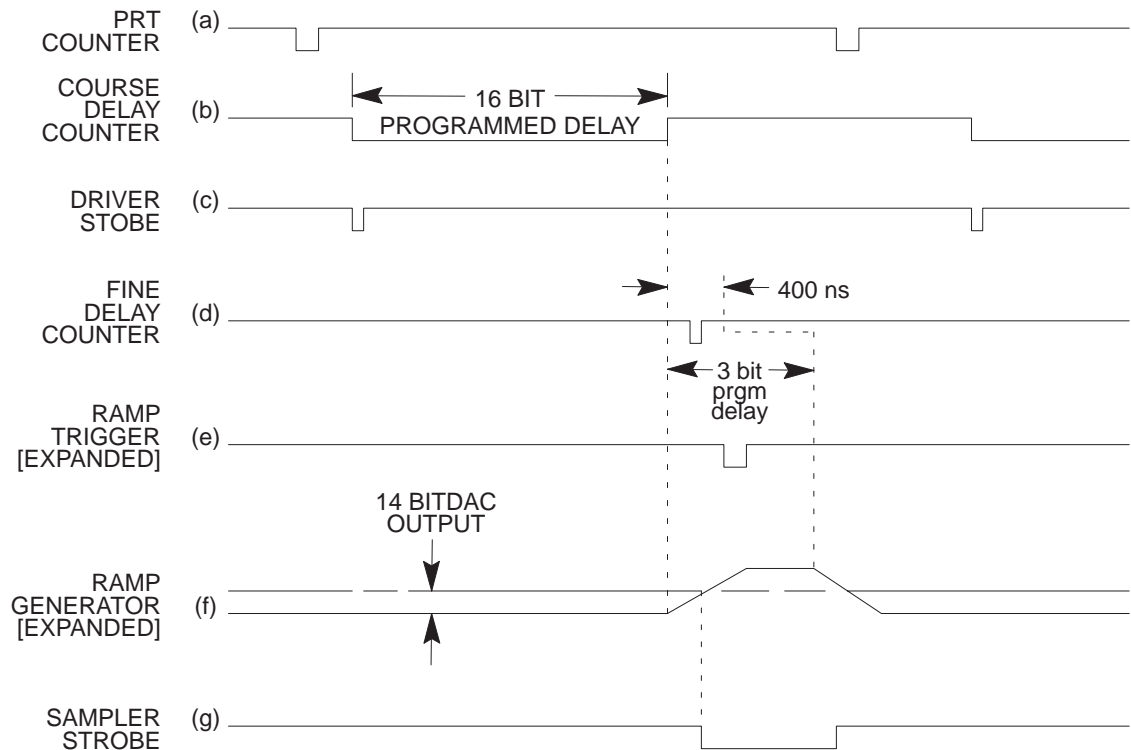 PRT
COUNTER
(a)
COURSE
DELAY
COUNTER
(b)
16 BIT
PROGRAMMED DELAY
DRIVER
STOBE
(c)
FINE
DELAY
COUNTER
(d)
400 ns
3 bit
prgm
delay
RAMP
TRIGGER
[EXPANDED]
(e)
14 BITDAC
OUTPUT
RAMP
GENERATOR
[EXPANDED]
(f)
SAMPLER
STROBE
(g)